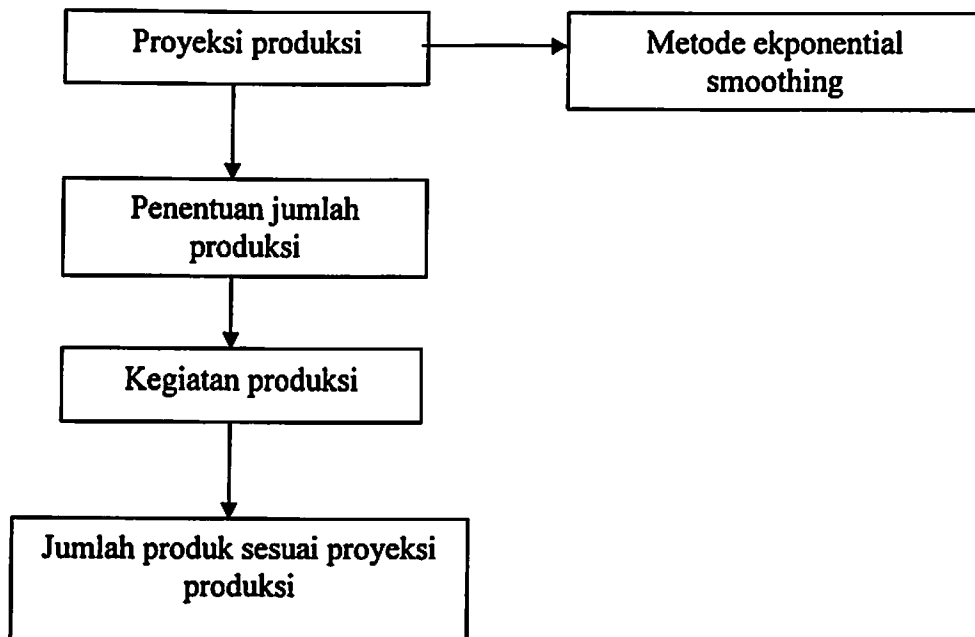 Proyeksi produksi
Metode ekponential
smoothing
Penentuan jumlah
produksi
Kegiatan produksi
Jumlah produk sesuai proyeksi
produksi